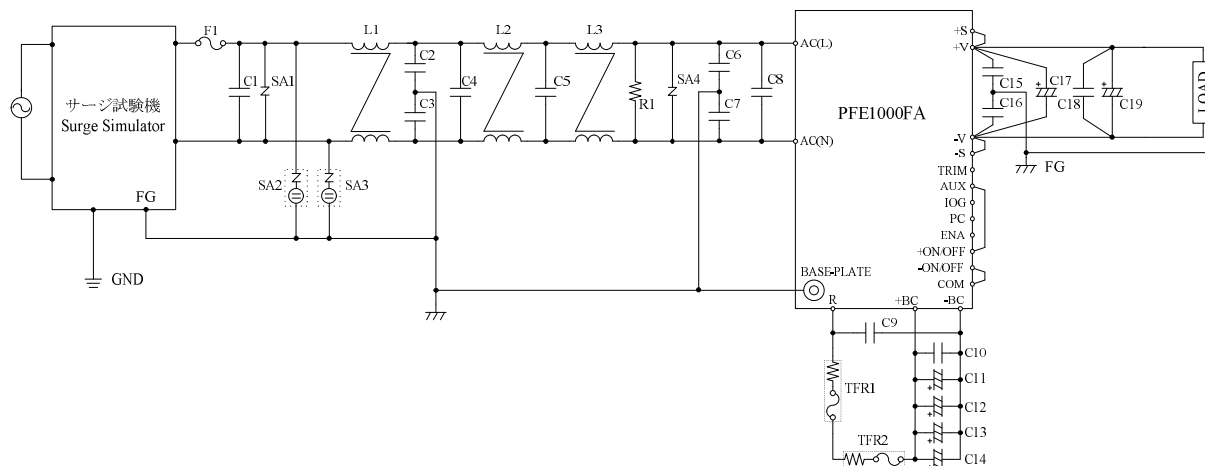 サージ試験機
Surge Simulator
FG
GND
F1
C1
SA1
SA2
SA3
L1
C2
C3
C4
L2
C5
L3
R1
SA4
C6
C7
C8
AC(L)
AC(N)
PFE1000FA
BASE-PLATE
R
+BC
-BC
+S
+V
-V
-S
TRIM
AUX
IOG
PC
ENA
+ON/OFF
-ON/OFF
COM
C15
C16
C17
C18
C19
LOAD
FG
C9
C10
C11
C12
C13
C14
TFR1
TFR2